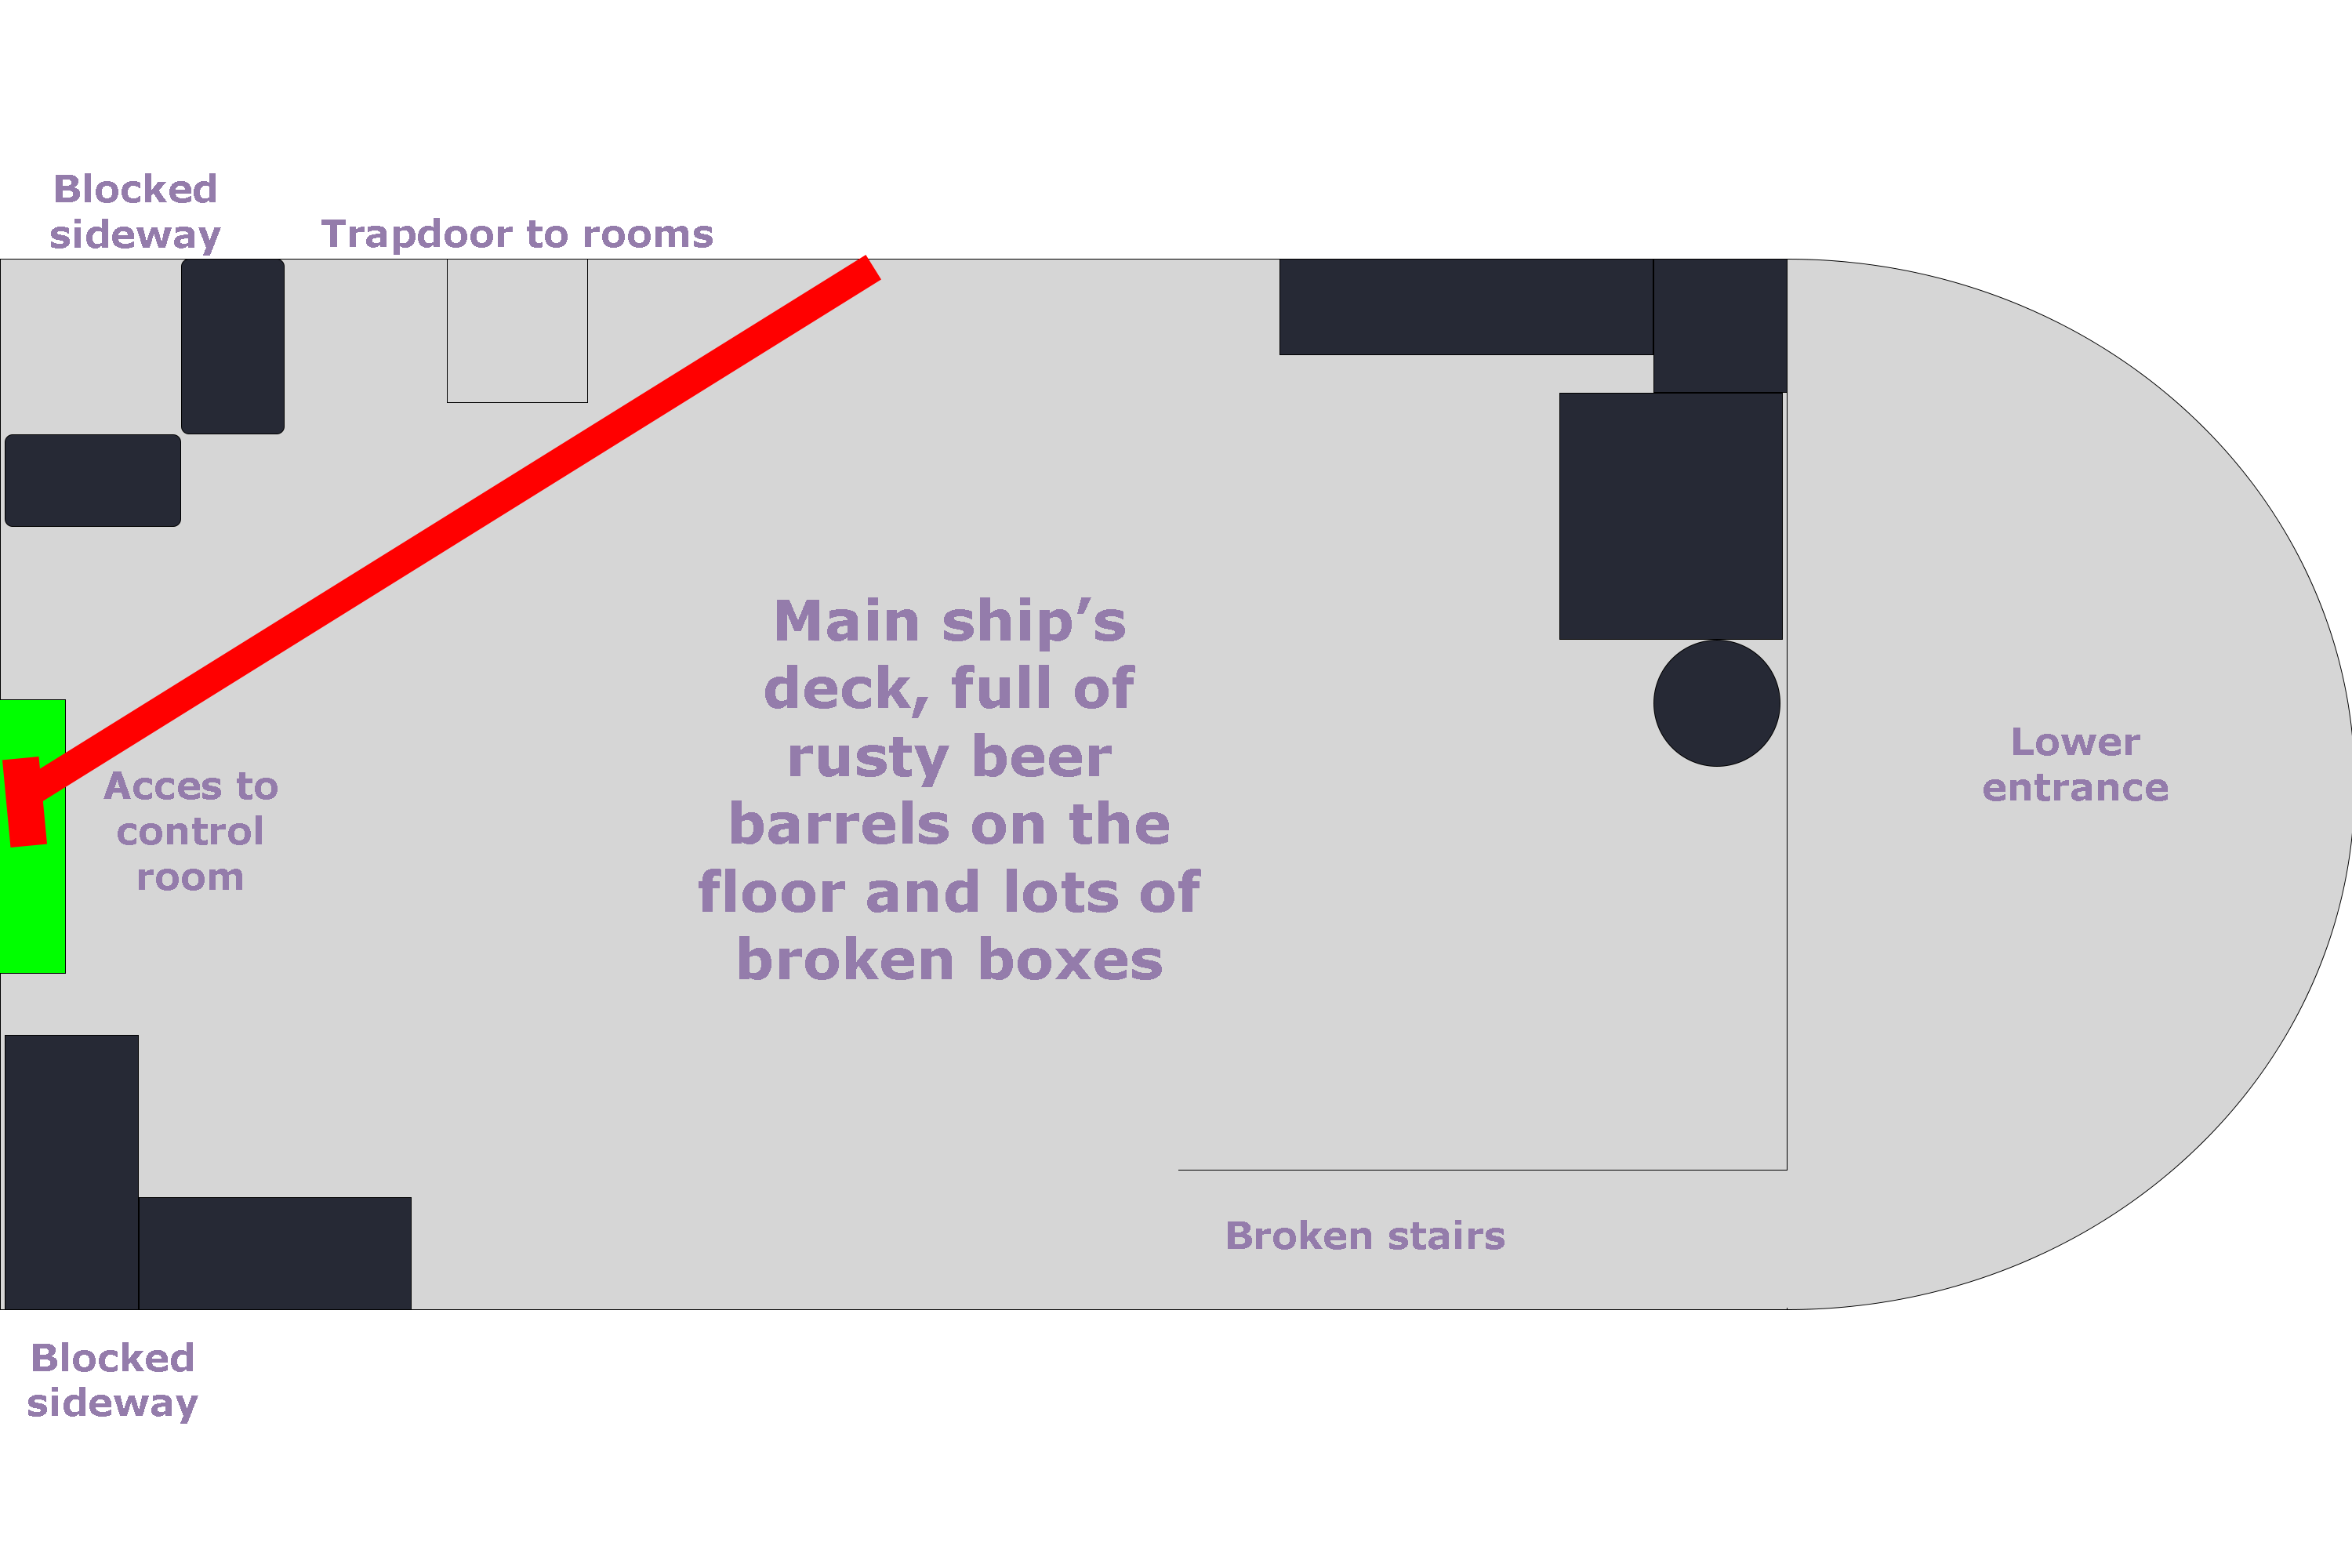 Blocked
sideway
Trapdoor to rooms
Main ship’s
deck, full of
rusty beer
barrels on the
floor and lots of
broken boxes
Acces to
control
room
Lower
entrance
Broken stairs
Blocked
sideway